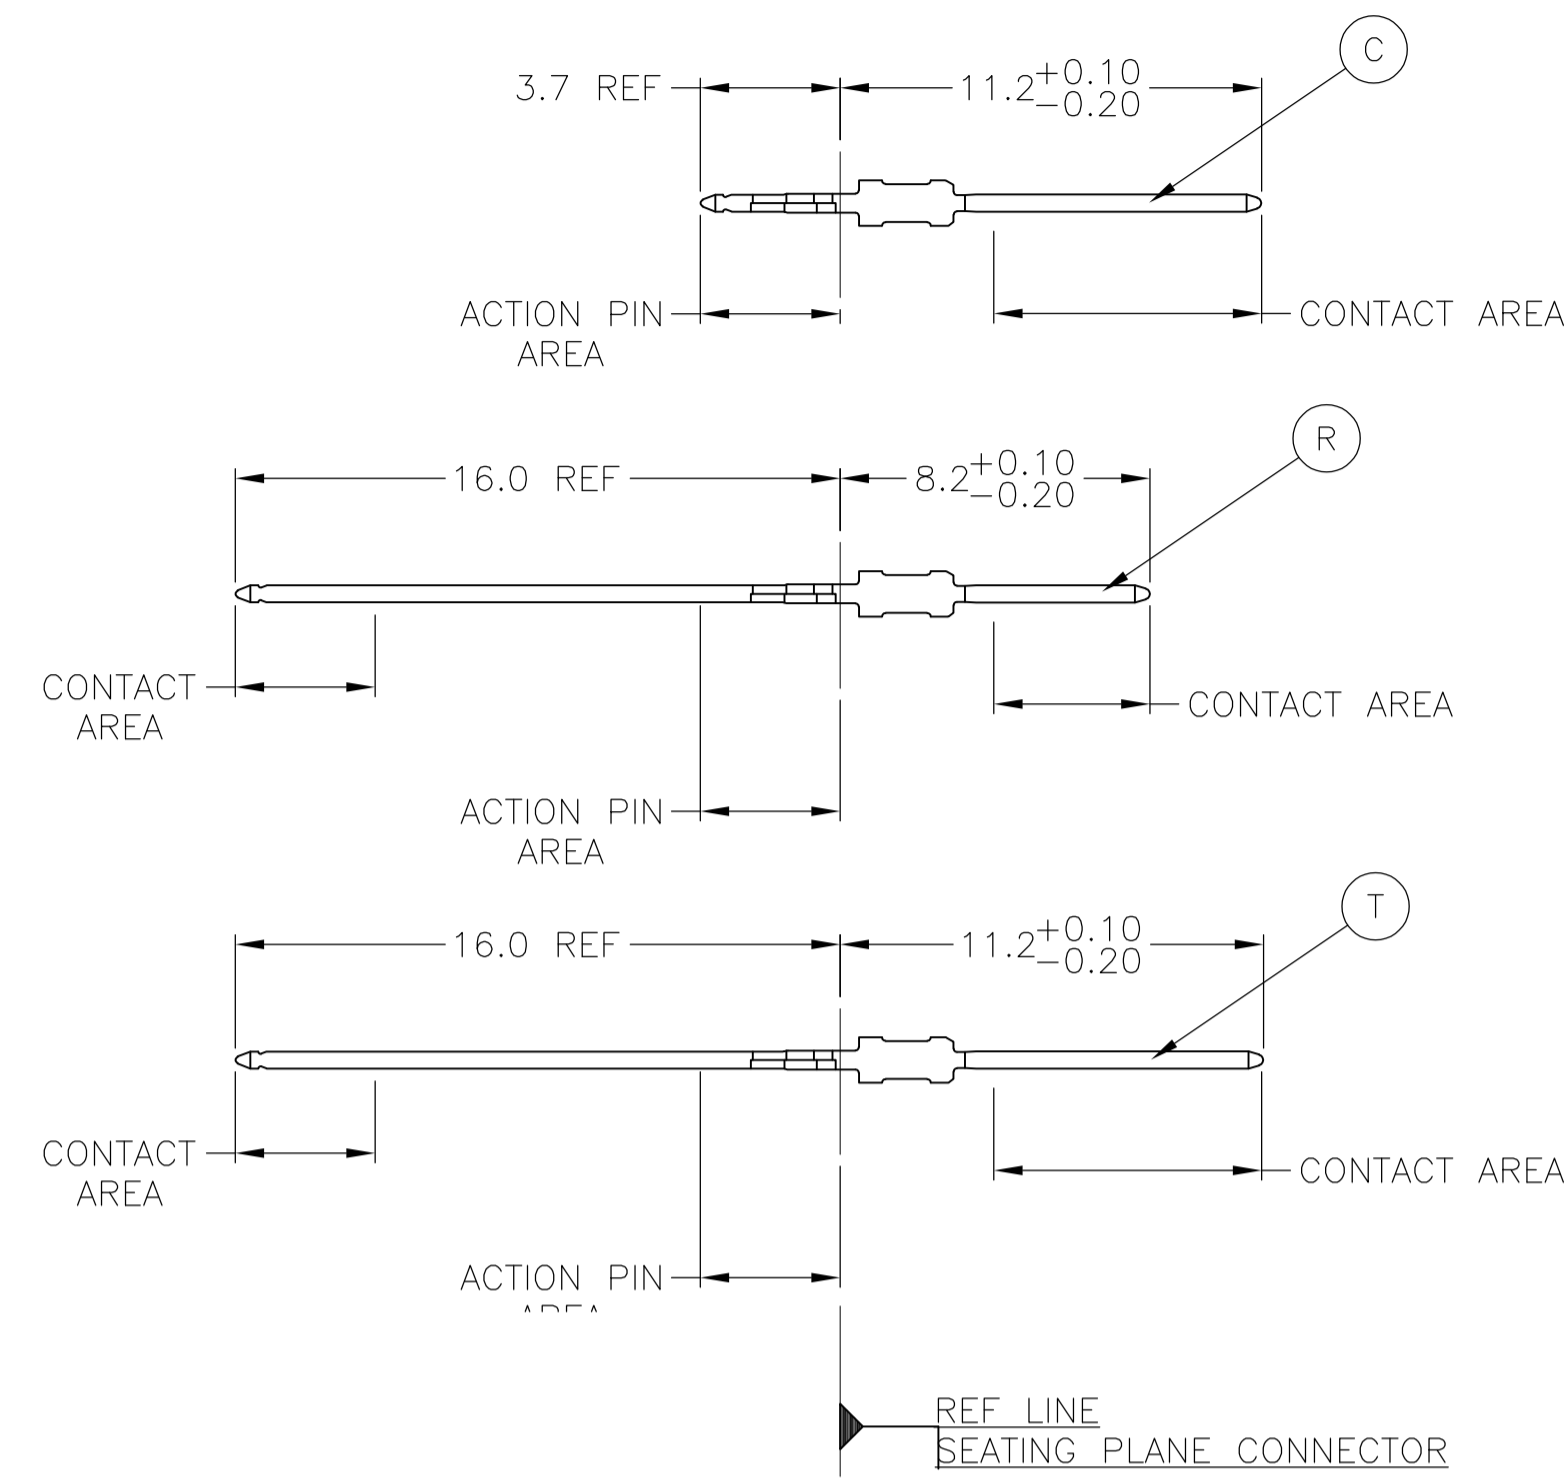 C
3.7 REF
11.2 +0.10
-0.20
ACTION PIN
AREA
CONTACT AREA
R
16.0 REF
8.2 +0.10
-0.20
CONTACT
AREA
CONTACT AREA
ACTION PIN
AREA
T
16.0 REF
11.2 +0.10
-0.20
CONTACT
AREA
CONTACT AREA
ACTION PIN
REF LINE
SEATING PLANE CONNECTOR